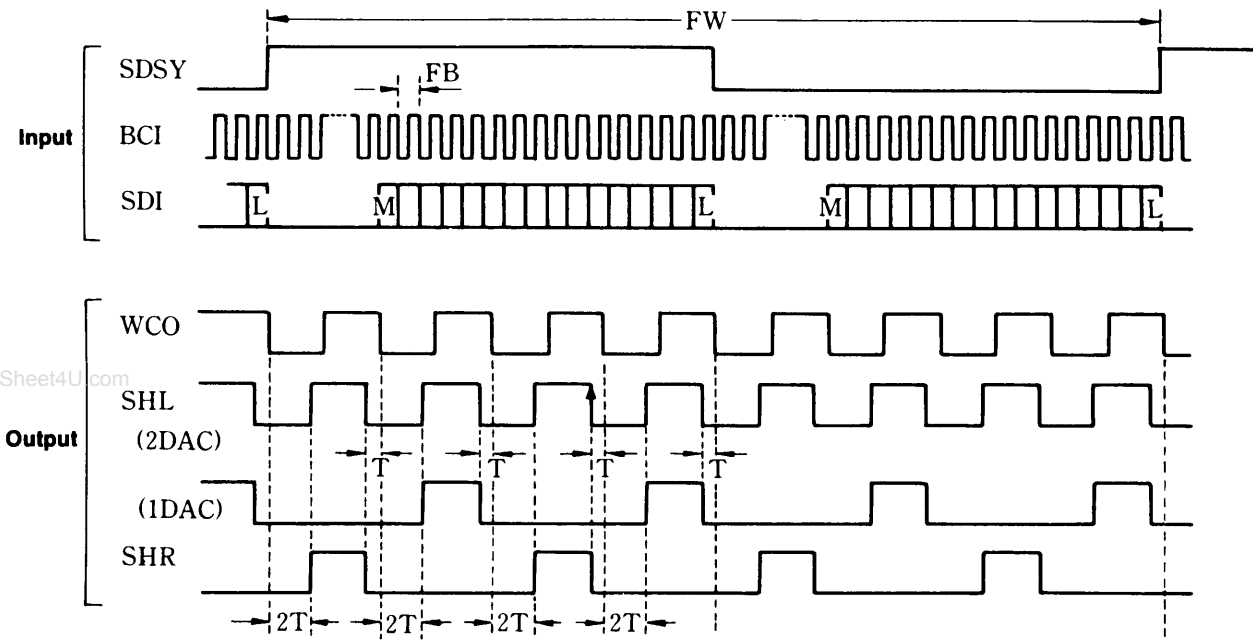 FW
SDSY
FB
Input
BCI
SDI
L M L M L
WCO
Sheet4U.com
SHL
Output
(2DAC)
T T T T
(1DAC)
SHR
2T 2T 2T 2T